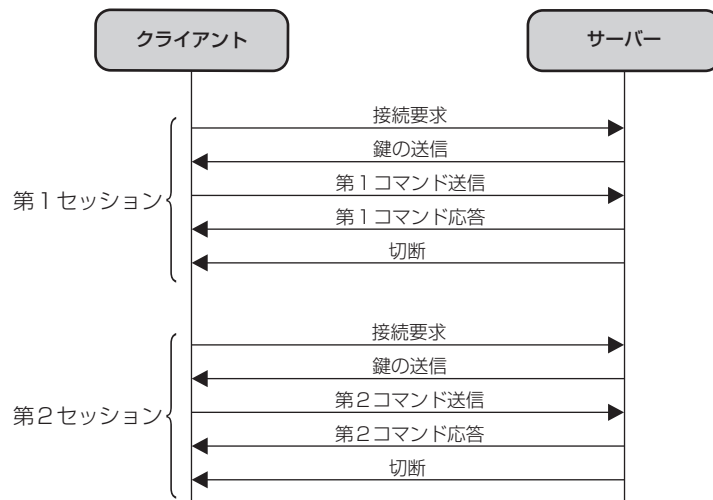 クライアント
サーバー
接続要求
鍵の送信
第1セッション
第1コマンド送信
第1コマンド応答
切断
接続要求
鍵の送信
第2セッション
第2コマンド送信
第2コマンド応答
切断